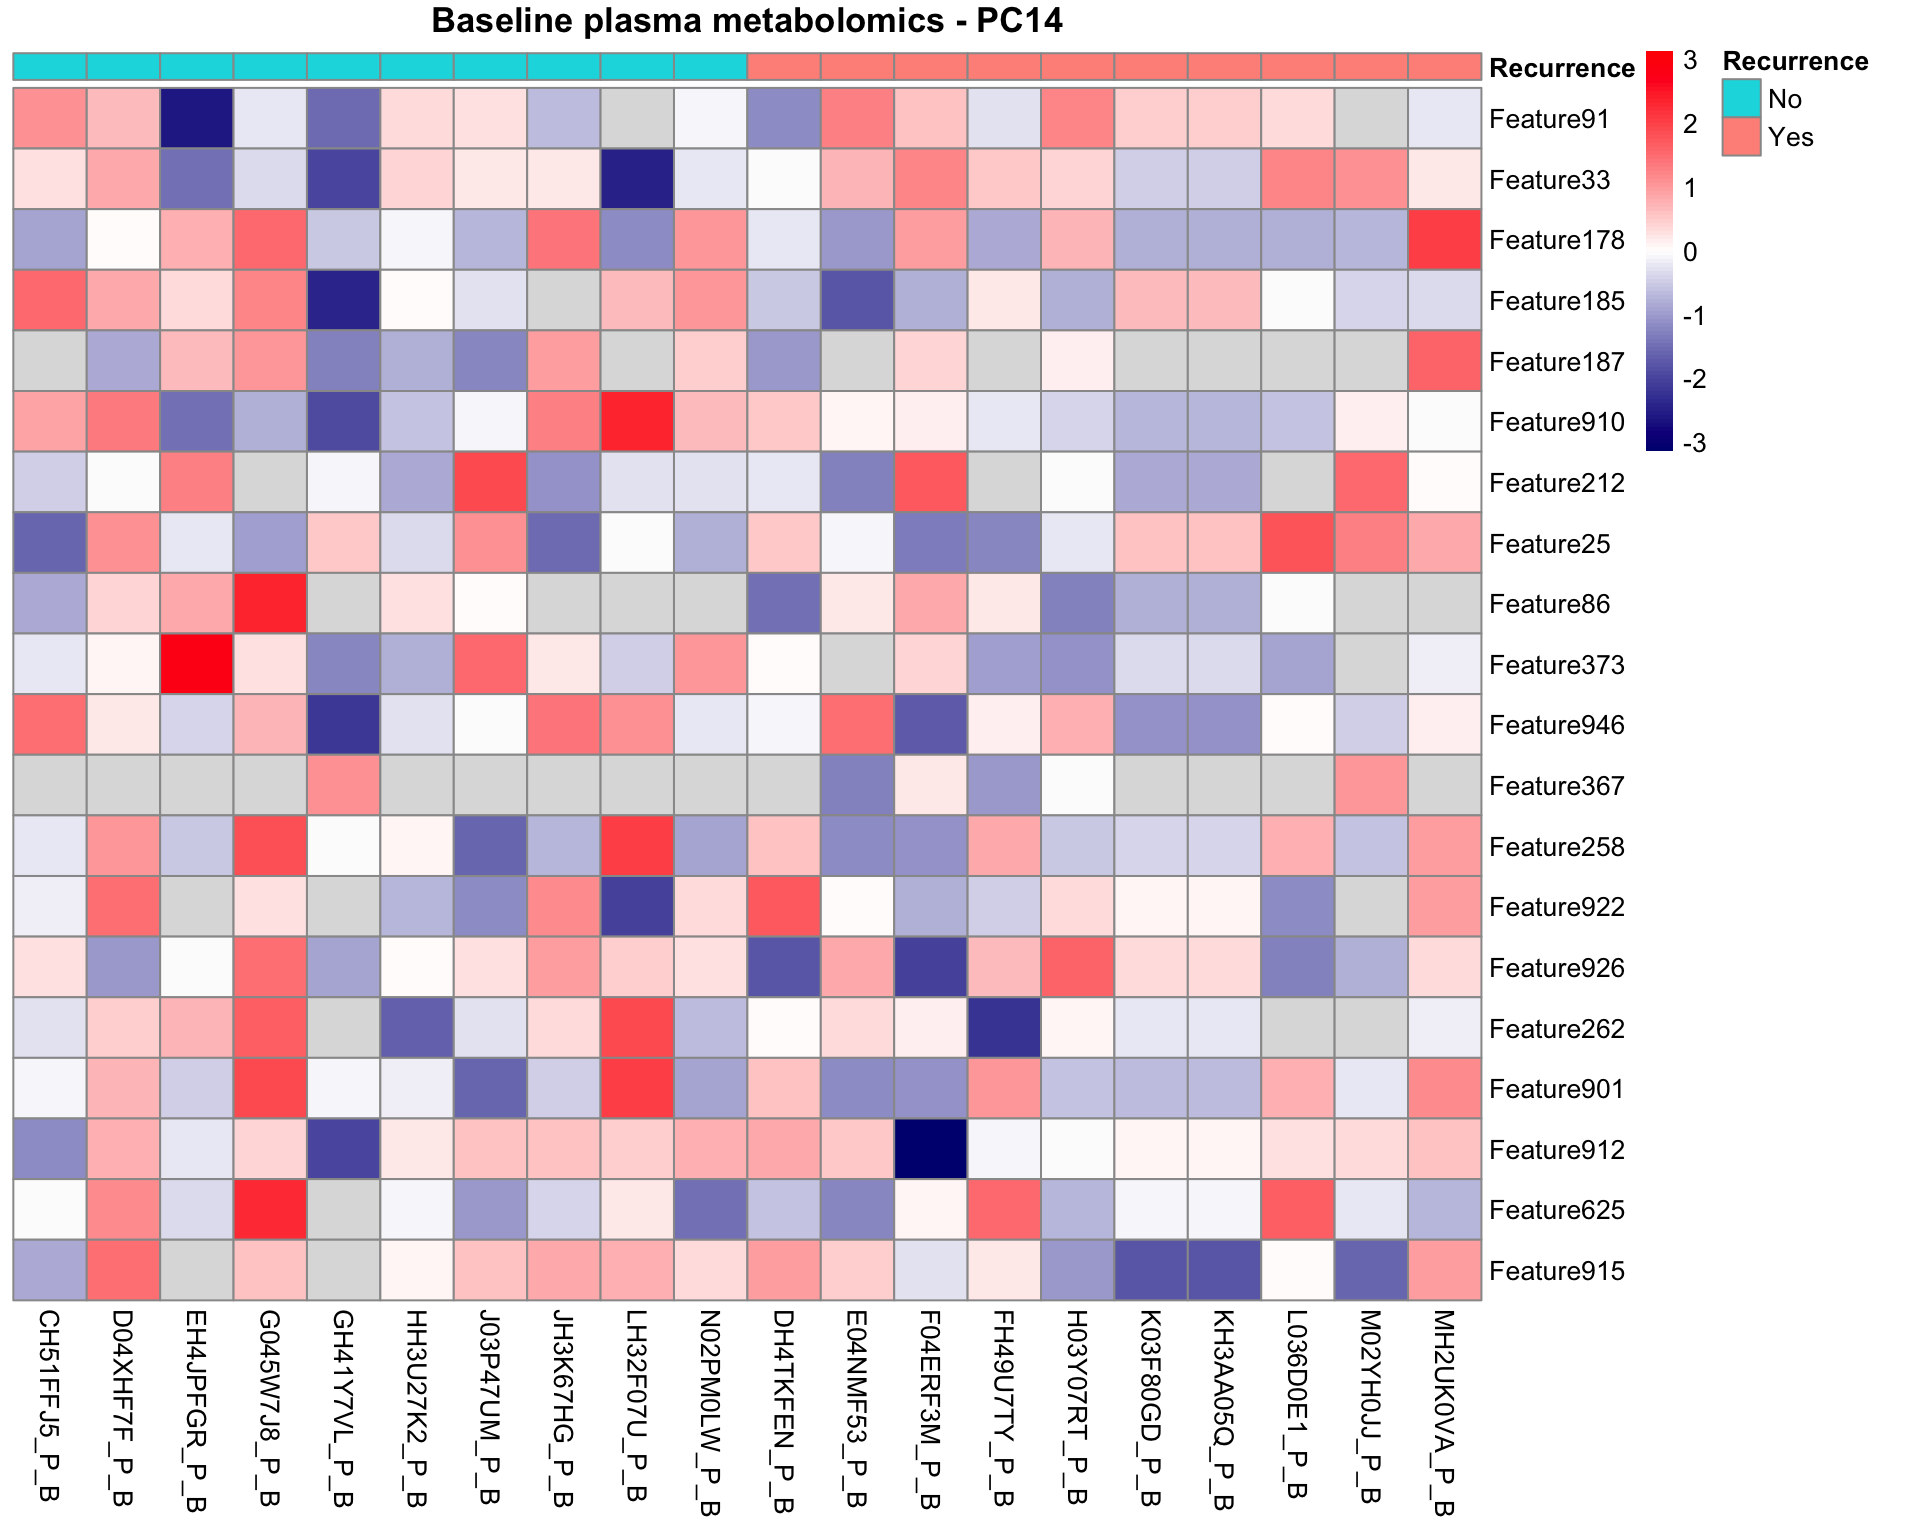 Baseline plasma metabolomics - PC14
Recurrence
3
2
1
0
-1
-2
-3
Recurrence
No
Yes
Feature91
Feature33
Feature178
Feature185
Feature187
Feature910
Feature212
Feature25
Feature86
Feature373
Feature946
Feature367
Feature258
Feature922
Feature926
Feature262
Feature901
Feature912
Feature625
Feature915
CH51FFJ5_P_B
D04XHF7F_P_B
EH4JPFGR_P_B
G045W7J8_P_B
GH41Y7VL_P_B
HH3U27K2_P_B
J03P47UM_P_B
JH3K67HG_P_B
LH32F07U_P_B
N02PM0LW_P_B
DH4TKFEN_P_B
E04NMF53_P_B
F04ERF3M_P_B
FH49U7TY_P_B
H03Y07RT_P_B
K03F80GD_P_B
KH3AA05Q_P_B
L036D0E1_P_B
M02YH0JJ_P_B
MH2UK0VA_P_B